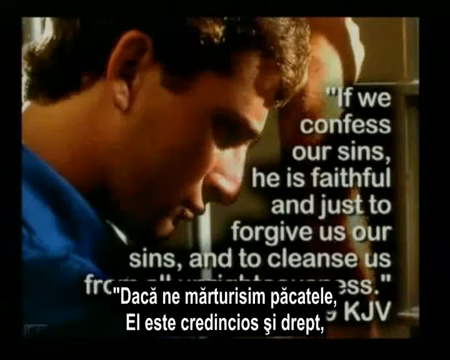 "If we
confess
our sins,
he is faithful
and just to
forgive us our
sins, and to cleanse us
"Dacă ne mărturisim păcatele,
El este credincios şi drept,
KJV